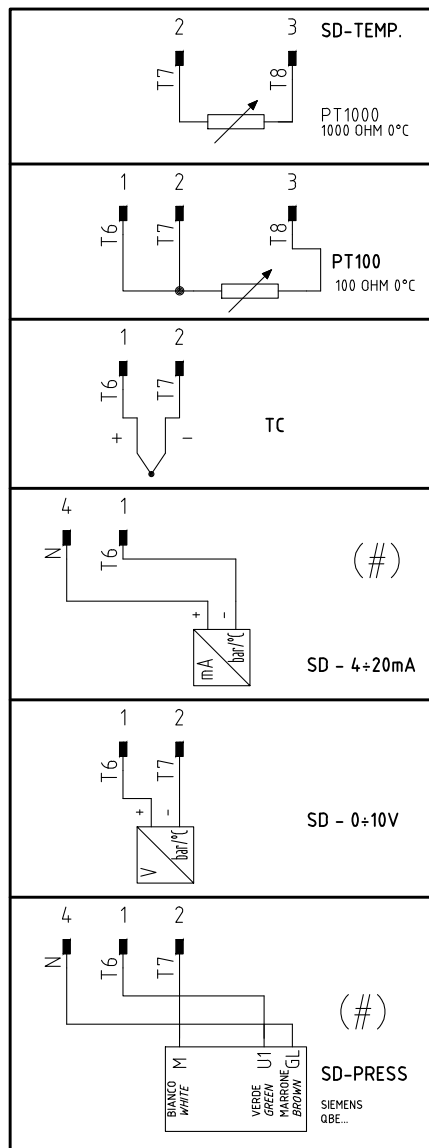 2 3 SD-TEMP.
T7 T8
PT1000
1000 OHM 0°C
1 2 3
T6 T7 T8
PT100
100 OHM 0°C
1 2
T6 T7
+ -
TC
4 1
N T6
(#)
+ -
mA bar/°C
SD - 4÷20mA
1 2
T6 T7
+ -
V bar/°C
SD - 0÷10V
4 1 2
N T6 T7
(#)
M U1 GL
BIANCO VERDE MARRONE
WHITE GREEN BROWN
SD-PRESS
SIEMENS
QBE...